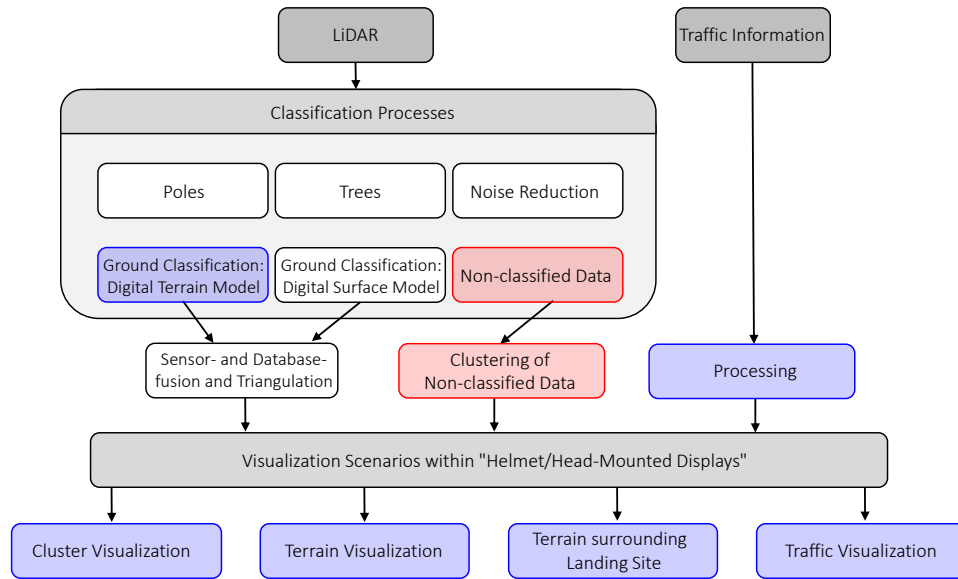 LiDAR
Traffic Information
Classification Processes
Poles
Trees
Noise Reduction
Ground Classification:
Digital Terrain Model
Ground Classification:
Digital Surface Model
Non-classified Data
Sensor- and Database-
fusion and Triangulation
Clustering of
Non-classified Data
Processing
Visualization Scenarios within "Helmet/Head-Mounted Displays"
Cluster Visualization
Terrain Visualization
Terrain surrounding
Landing Site
Traffic Visualization